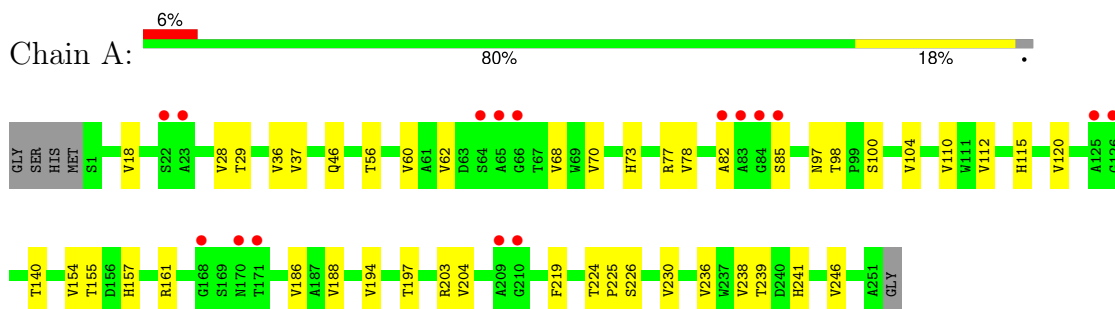 6%
Chain A:
80% 18% •
GLY SER HIS MET S1 V18 S22 A23 V28 T29 V36 V37 Q46 T56 V60 A61 V62 D63 S64 A65 G66 T67 V68 W69 V70 H73 R77 V78 A82 A83 G84 S85 N97 T98 P99 S100 V104 V110 W111 V112 H115 V120 A125 G126
T140 V154 T155 D156 H157 R161 G168 S169 N170 T171 V186 A187 V188 V194 T197 R203 V204 A209 G210 F219 T224 P225 S226 V230 V236 W237 V238 T239 D240 H241 V246 A251 GLY